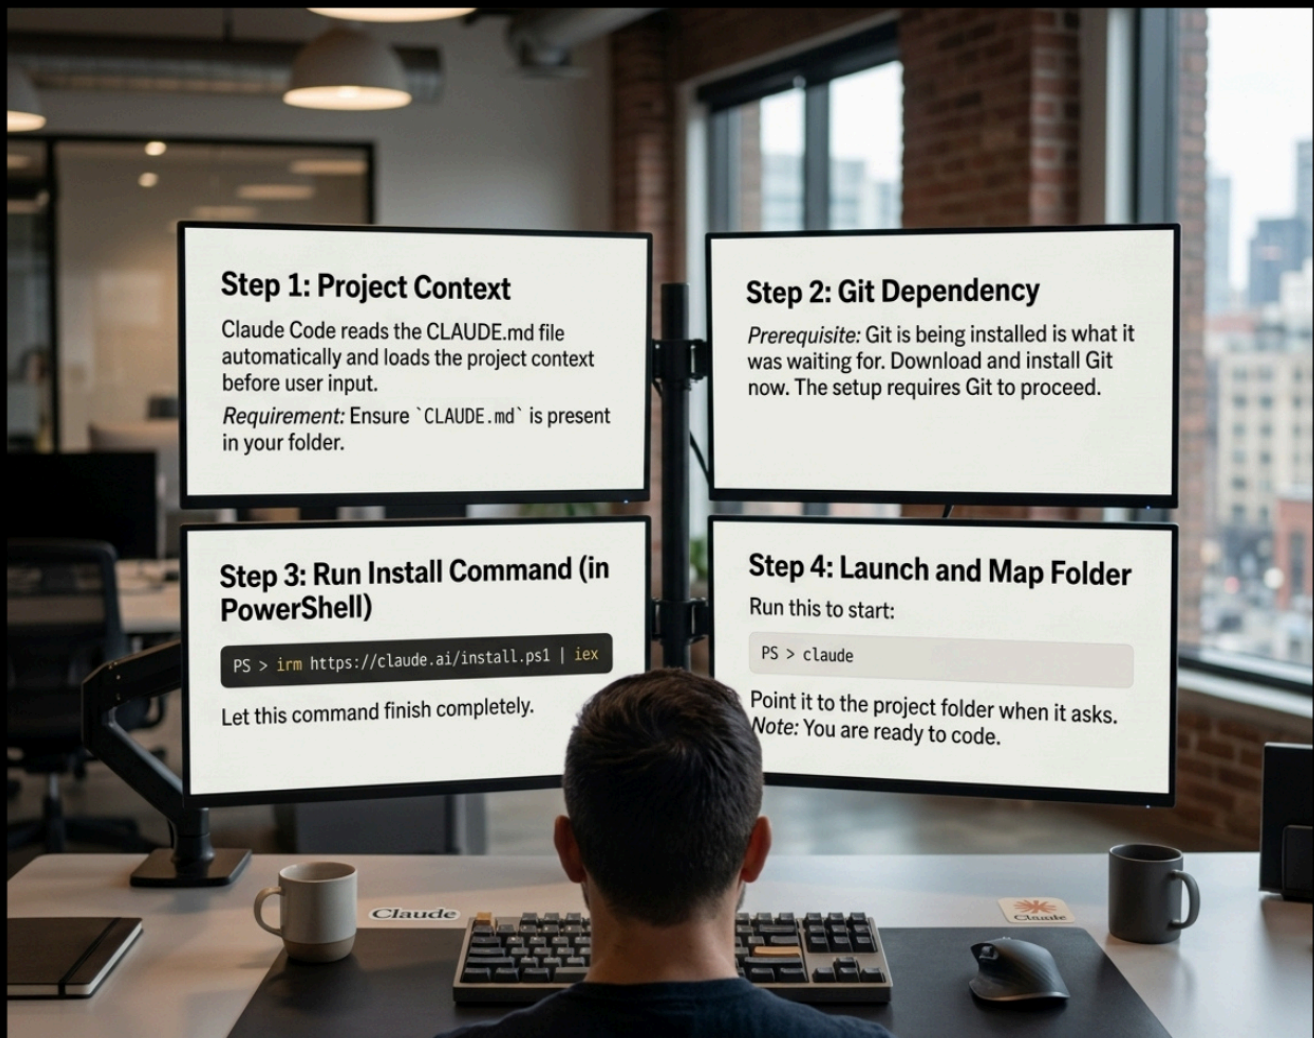 Step 1: Project Context
Claude Code reads the CLAUDE.md file
automatically and loads the project context
before user input.
Requirement: Ensure `CLAUDE.md` is present
in your folder.
Step 2: Git Dependency
Prerequisite: Git is being installed is what it
was waiting for. Download and install Git
now. The setup requires Git to proceed.
Step 3: Run Install Command (in
PowerShell)
PS > irm https://claude.ai/install.ps1 | iex
Let this command finish completely.
Step 4: Launch and Map Folder
Run this to start:
PS > claude
Point it to the project folder when it asks.
Note: You are ready to code.
Claude
Claude